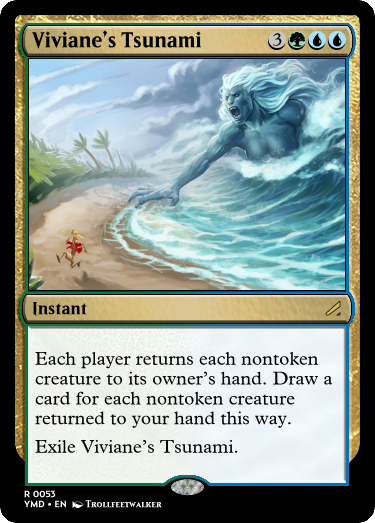 Viviane's Tsunami 3
Instant
Each player returns each nontoken
creature to its owner's hand. Draw a
card for each nontoken creature
returned to your hand this way.
Exile Viviane's Tsunami.
R 0053
YMD • EN Trollfeetwalker